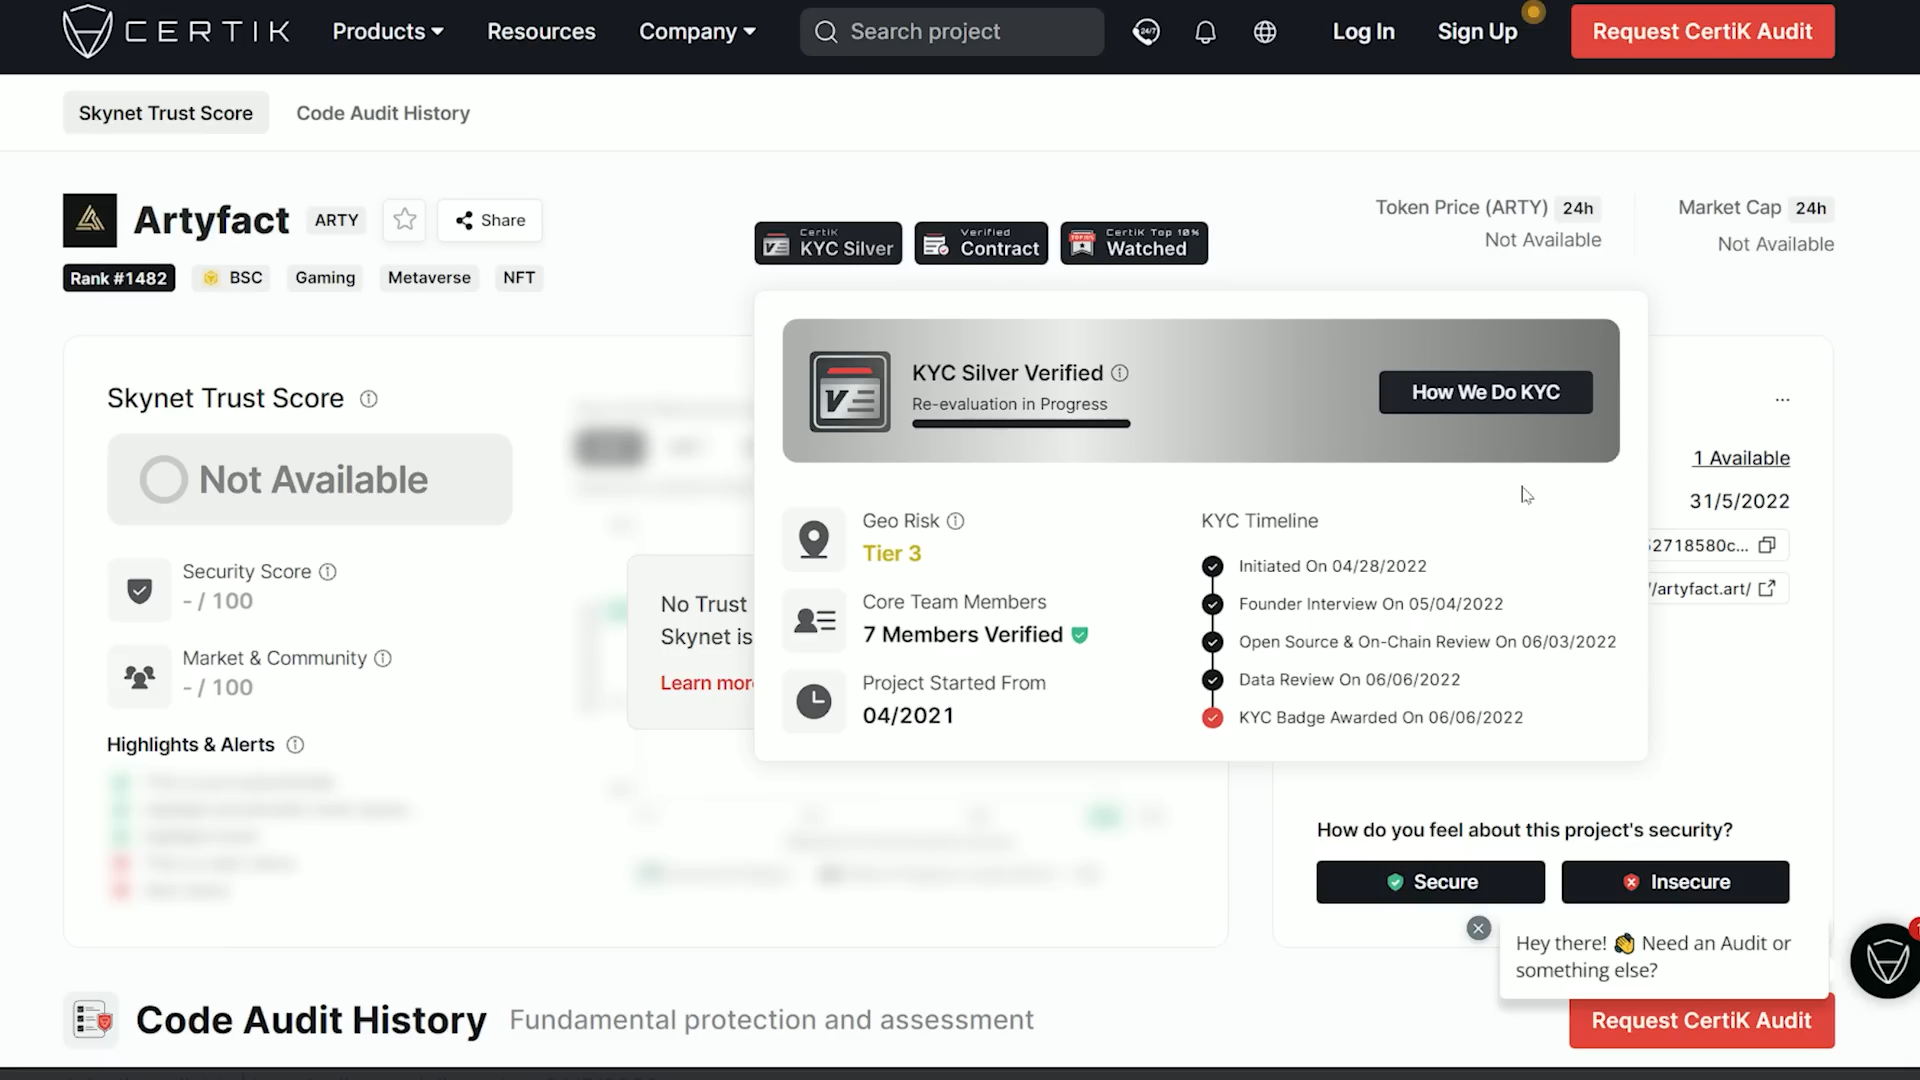 CERTIK
Products
Resources
Company
Search project
24/7
Log In
Sign Up
Request CertiK Audit
Skynet Trust Score
Code Audit History
Artyfact
ARTY
Share
Rank #1482
BSC
Gaming
Metaverse
NFT
CertiK
KYC Silver
Verified
Contract
CertiK Top 10%
Watched
Token Price (ARTY) 24h
Not Available
Market Cap 24h
Not Available
Skynet Trust Score
Not Available
Security Score
- / 100
Market & Community
- / 100
Highlights & Alerts
No Trust
Skynet is
Learn mor
KYC Silver Verified
Re-evaluation in Progress
How We Do KYC
Geo Risk
Tier 3
Core Team Members
7 Members Verified
Project Started From
04/2021
KYC Timeline
Initiated On 04/28/2022
Founder Interview On 05/04/2022
Open Source & On-Chain Review On 06/03/2022
Data Review On 06/06/2022
KYC Badge Awarded On 06/06/2022
...
1 Available
31/5/2022
2718580c...
/artyfact.art/
How do you feel about this project's security?
Secure
Insecure
Hey there! 👋 Need an Audit or
something else?
Code Audit History
Fundamental protection and assessment
Request CertiK Audit